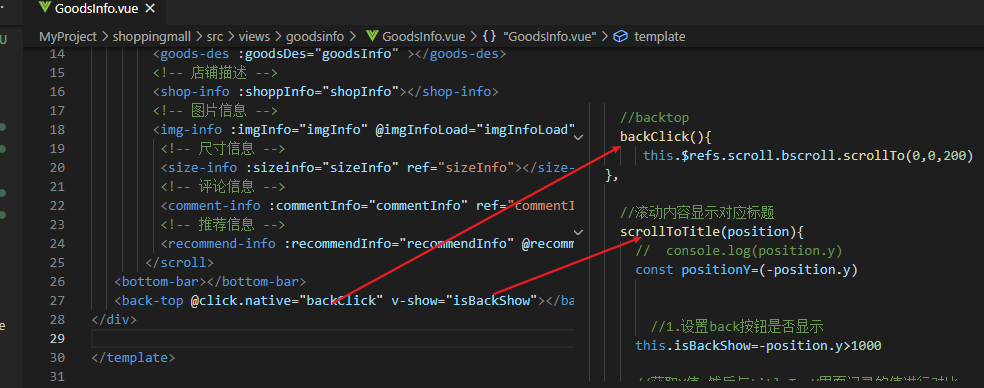 GoodsInfo.vue ×
MyProject > shoppingmall > src > views > goodsinfo > GoodsInfo.vue > {} "GoodsInfo.vue" > template
14 <goods-des :goodsDes="goodsInfo" ></goods-des>
15 <!-- 店铺描述 -->
16 <shop-info :shoppInfo="shopInfo"></shop-info>
17 <!-- 图片信息 -->
18 <img-info :imgInfo="imgInfo" @imgInfoLoad="imgInfoLoad"
19 <!-- 尺寸信息 -->
20 <size-info :sizeinfo="sizeInfo" ref="sizeInfo"></size-
21 <!-- 评论信息 -->
22 <comment-info :commentInfo="commentInfo" ref="commentI
23 <!-- 推荐信息 -->
24 <recommend-info :recommendInfo="recommendInfo" @recomm
25 </scroll>
26 <bottom-bar></bottom-bar>
27 <back-top @click.native="backClick" v-show="isBackShow"></ba
28 </div>
29
30 </template>
31
//backtop
backClick(){
this.$refs.scroll.bscroll.scrollTo(0,0,200)
},
//滚动内容显示对应标题
scrollToTitle(position){
// console.log(position.y)
const positionY=(-position.y)
//1.设置back按钮是否显示
this.isBackShow=-position.y>1000